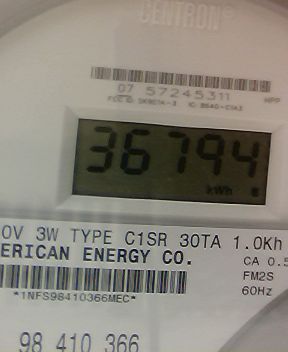 CENTRON®
07 57245311
36794
kWh
0V 3W TYPE C1SR 30TA 1.0Kh
ERICAN ENERGY CO.
CA 0.5
FM2S
*1NFS98410366MEC*
60Hz
98 410 366